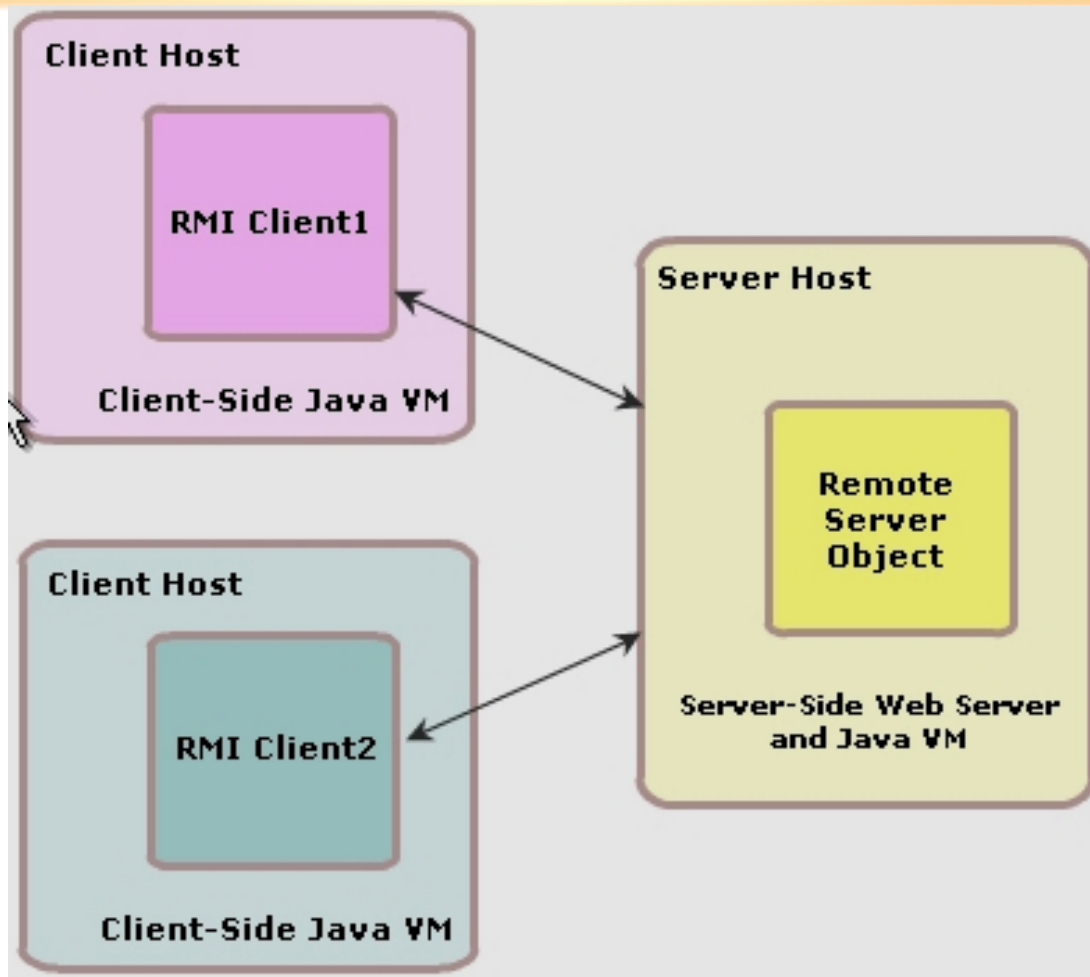 Client Host
RMI Client1
Client-Side Java VM
Server Host
Remote
Server
Object
Server-Side Web Server
and Java VM
Client Host
RMI Client2
Client-Side Java VM